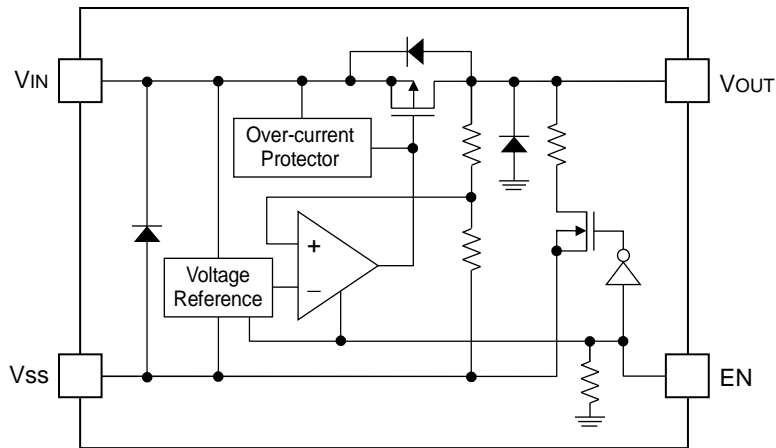 VIN
VOUT
Over-current
Protector
+
Voltage
Reference
−
VSS
EN